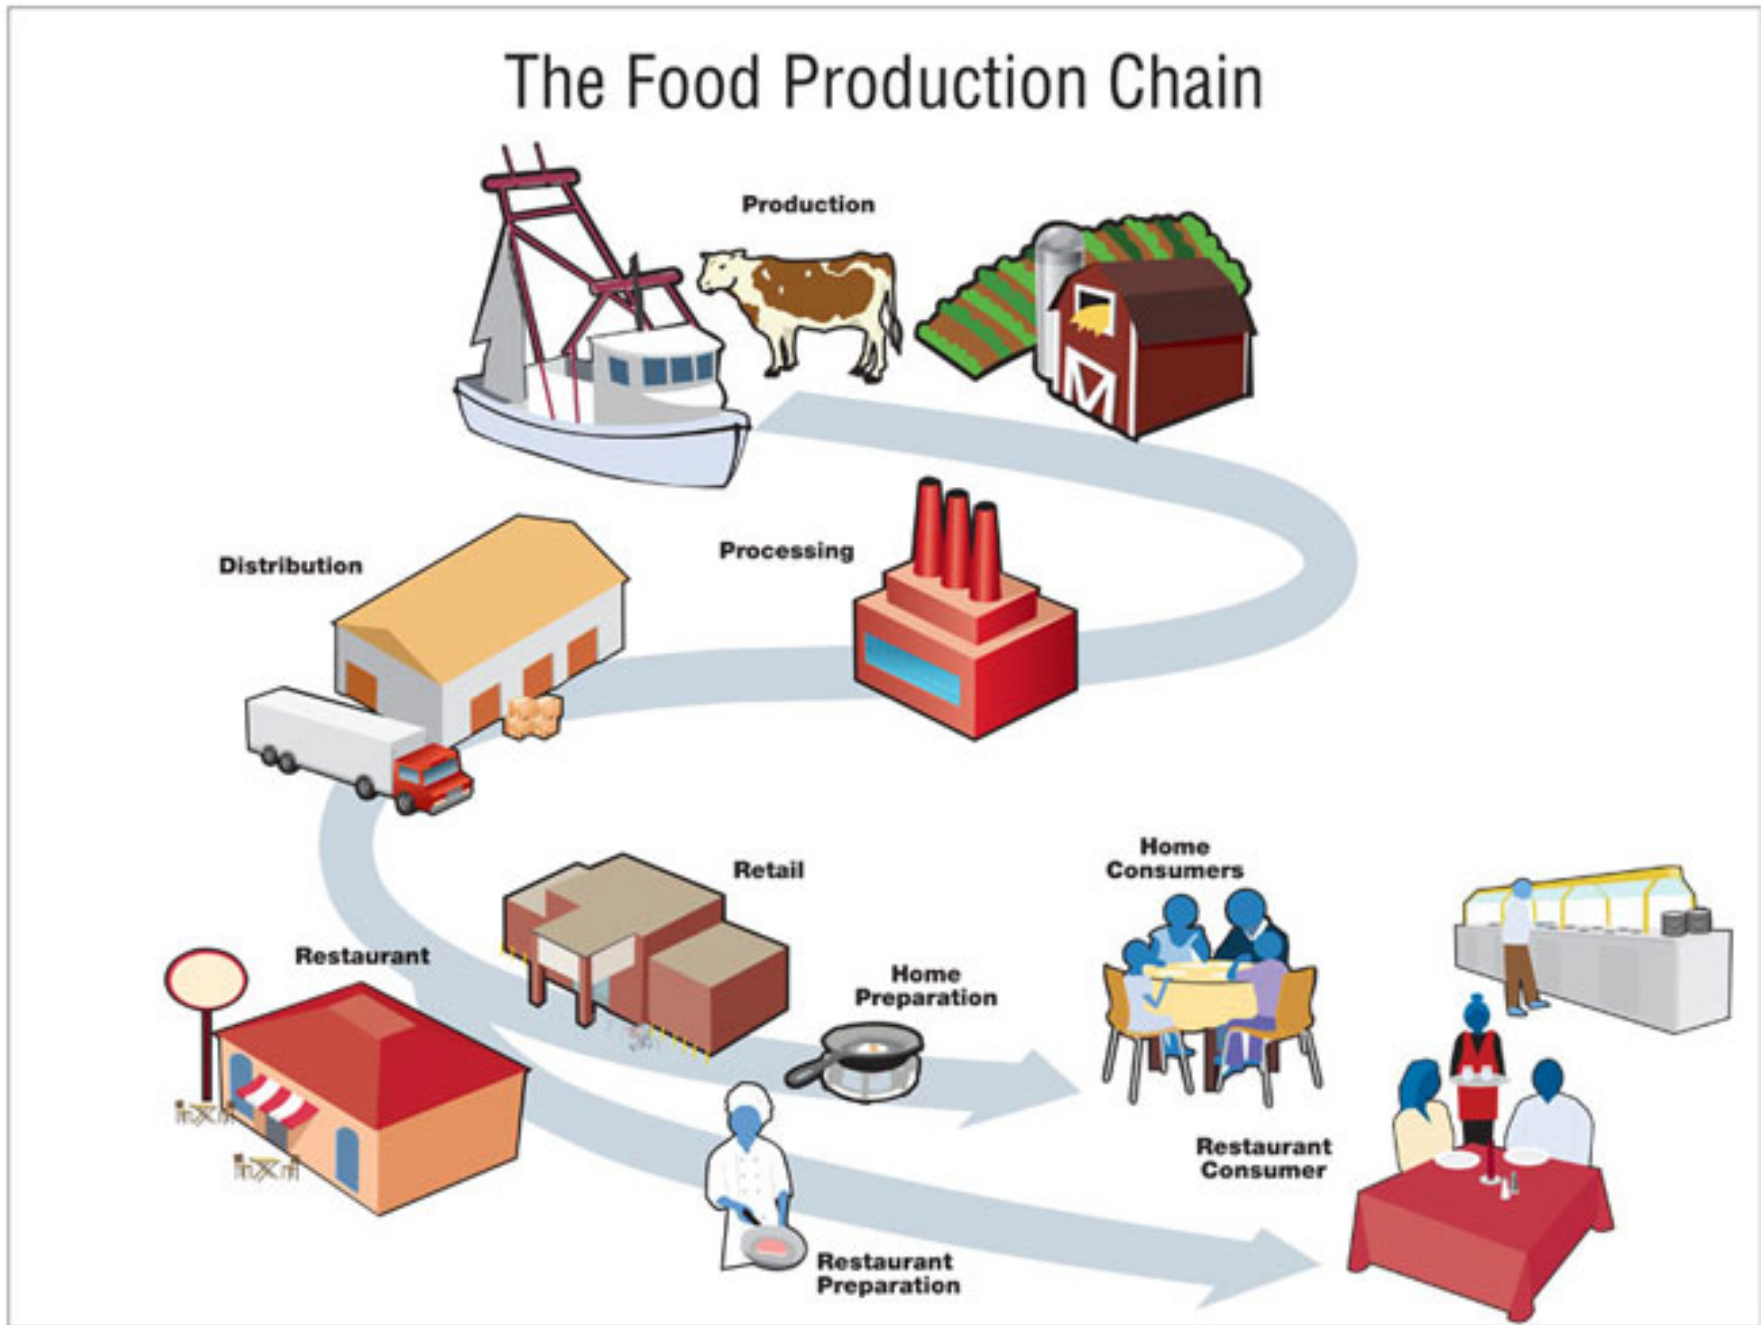 The Food Production Chain
Production
Processing
Distribution
Retail
Home
Consumers
Restaurant
Home
Preparation
Restaurant
Consumer
Restaurant
Preparation